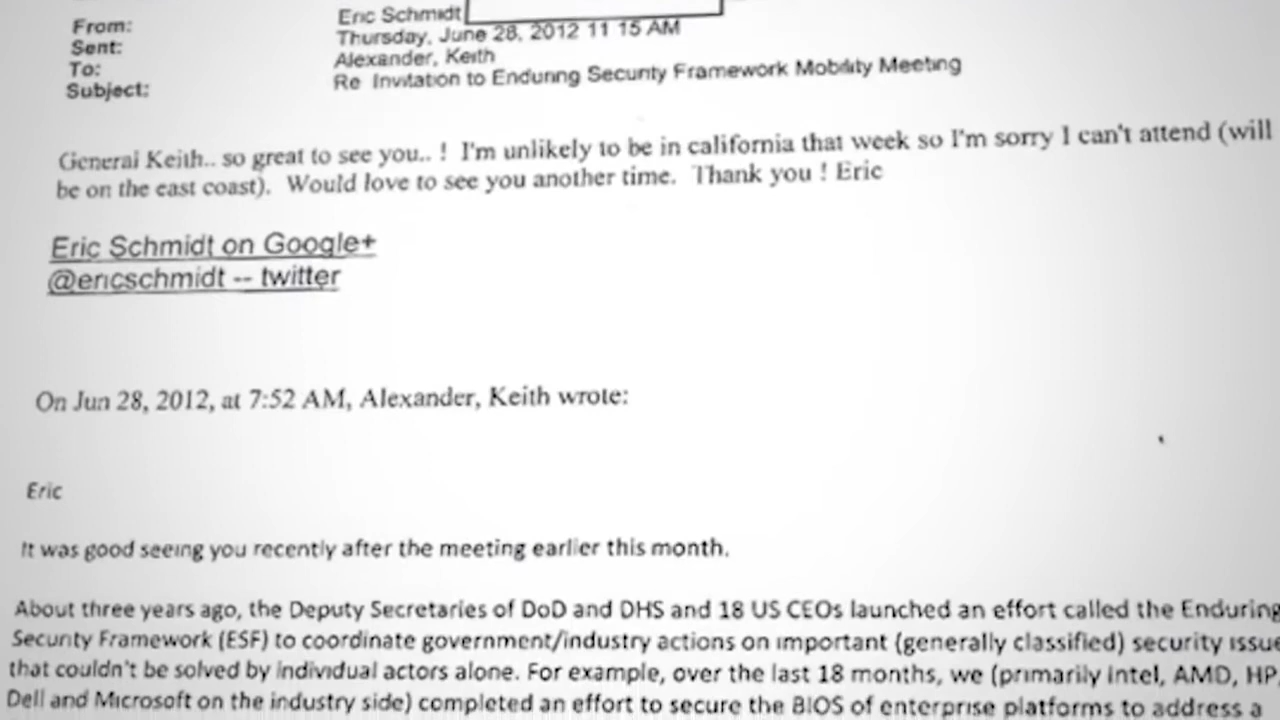 From: Eric Schmidt
Sent: Thursday, June 28, 2012 11 15 AM
To: Alexander, Keith
Subject: Re Invitation to Enduring Security Framework Mobility Meeting
General Keith.. so great to see you.. ! I'm unlikely to be in california that week so I'm sorry I can't attend (will
be on the east coast). Would love to see you another time. Thank you ! Eric
Eric Schmidt on Google+
@ericschmidt -- twitter
On Jun 28, 2012, at 7:52 AM, Alexander, Keith wrote:
Eric
It was good seeing you recently after the meeting earlier this month.
About three years ago, the Deputy Secretaries of DoD and DHS and 18 US CEOs launched an effort called the Enduring
Security Framework (ESF) to coordinate government/industry actions on important (generally classified) security issue
that couldn't be solved by individual actors alone. For example, over the last 18 months, we (primarily Intel, AMD, HP,
Dell and Microsoft on the industry side) completed an effort to secure the BIOS of enterprise platforms to address a